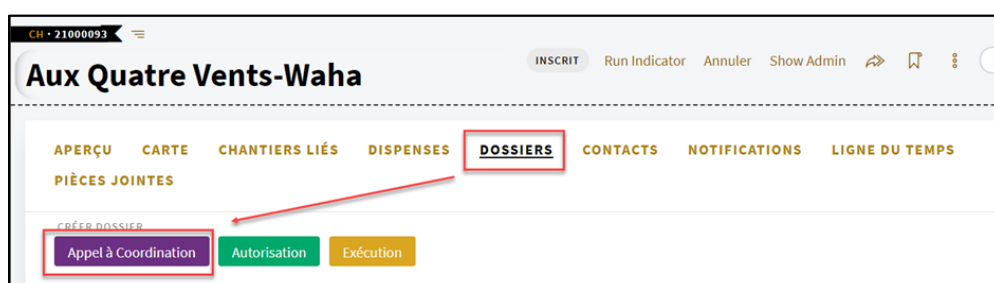 CH · 21000093
Aux Quatre Vents-Waha
INSCRIT Run Indicator Annuler Show Admin
APERÇU CARTE CHANTIERS LIÉS DISPENSES DOSSIERS CONTACTS NOTIFICATIONS LIGNE DU TEMPS
PIÈCES JOINTES
CRÉER DOSSIER
Appel à Coordination Autorisation Exécution